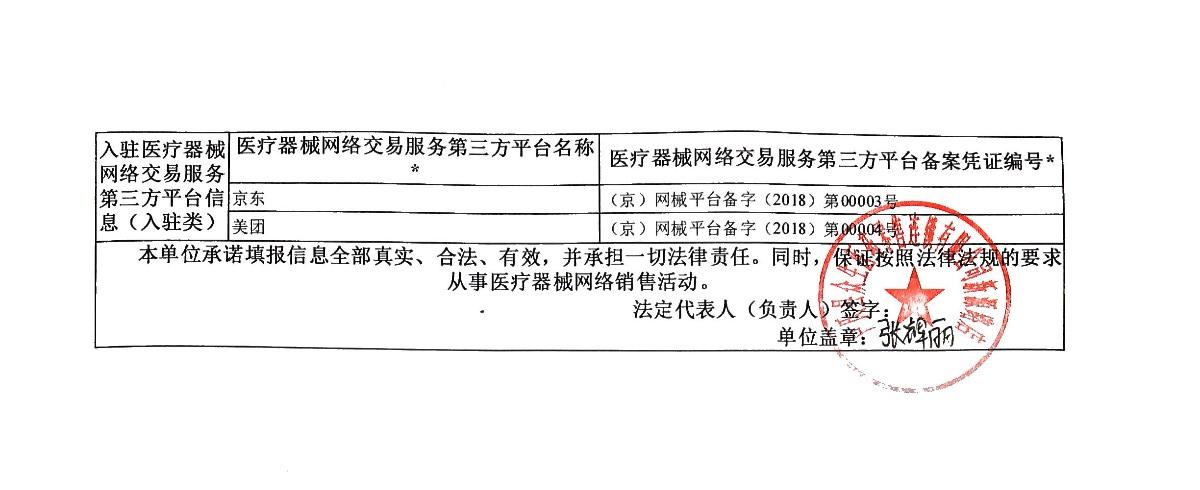 入驻医疗器械
网络交易服务
第三方平台信
息（入驻类）
医疗器械网络交易服务第三方平台名称
*
医疗器械网络交易服务第三方平台备案凭证编号*
京东
（京）网械平台备字（2018）第00003号
美团
（京）网械平台备字（2018）第00004号
本单位承诺填报信息全部真实、合法、有效，并承担一切法律责任。同时，保证按照法律法规的要求
从事医疗器械网络销售活动。
法定代表人（负责人）签字：
单位盖章：